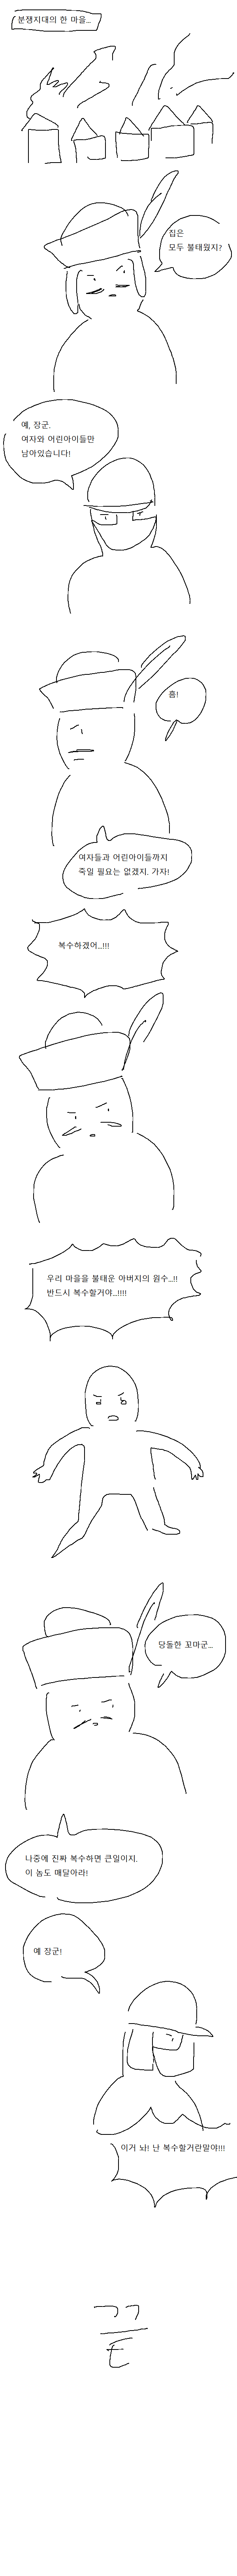 분쟁지대의 한 마을...
집은
모두 불태웠지?
예, 장군.
여자와 어린아이들만
남아있습니다!
흠!
여자들과 어린아이들까지
죽일 필요는 없겠지. 가자!
복수하겠어...!!!
우리 마을을 불태운 아버지의 원수...!!
반드시 복수할거야...!!!!
당돌한 꼬마군...
나중에 진짜 복수하면 큰일이지.
이 놈도 매달아라!
예 장군!
이거 놔! 난 복수할거란말야!!!
끝